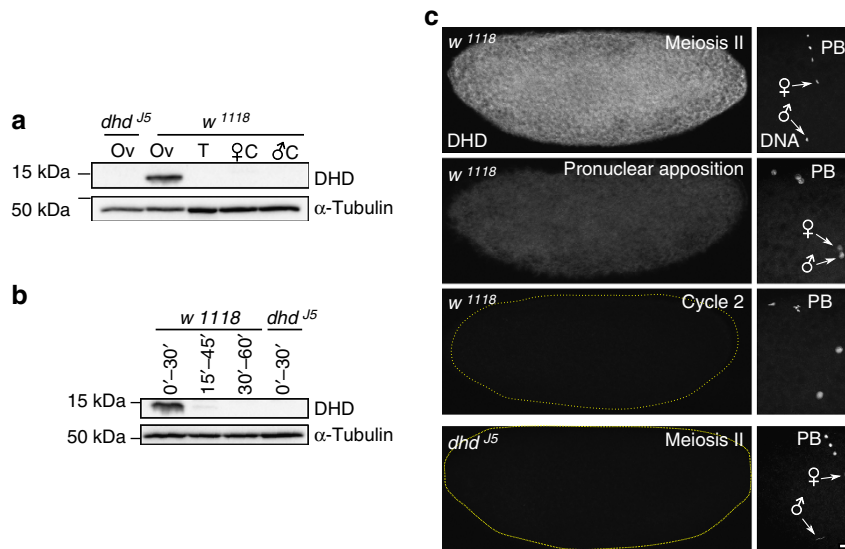 a
dhd J5
w 1118
Ov
Ov
T
♀C
♂C
15 kDa
DHD
50 kDa
α-Tubulin
b
w 1118
dhd J5
0′–30′
15′–45′
30′–60′
0′–30′
15 kDa
DHD
50 kDa
α-Tubulin
c
w 1118
Meiosis II
DHD
PB
♀
♂
DNA
w 1118
Pronuclear apposition
PB
♀
♂
w 1118
Cycle 2
PB
dhd J5
Meiosis II
PB
♀
♂